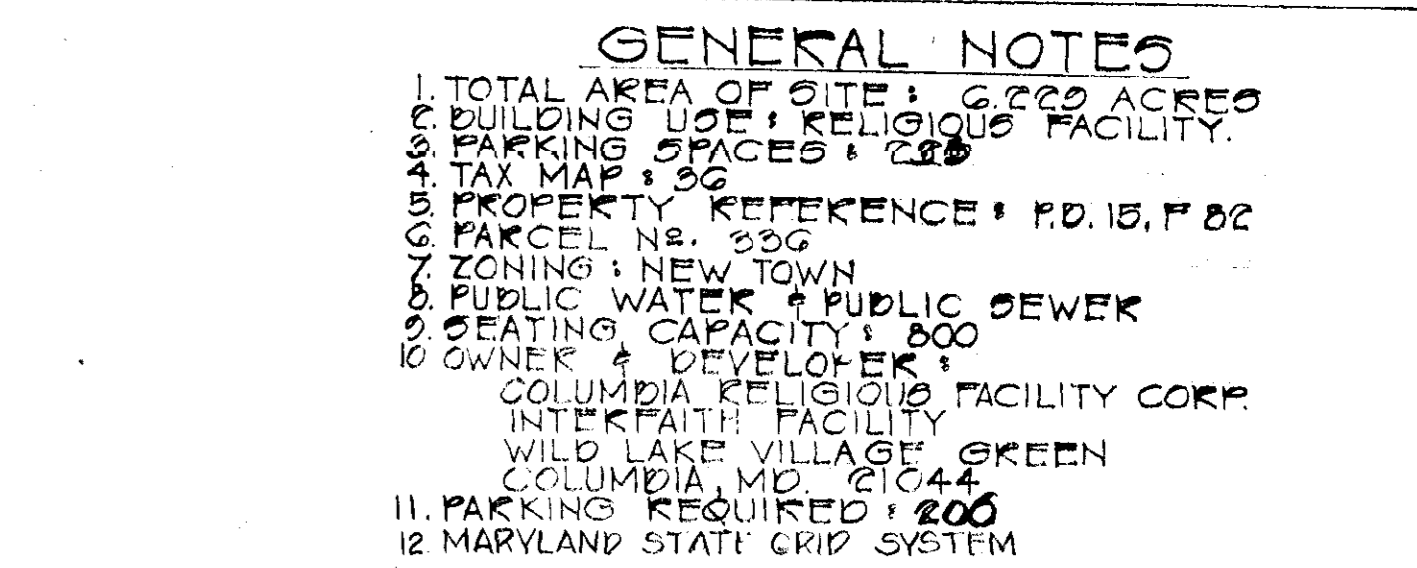 GENERAL NOTES
1. TOTAL AREA OF SITE : 6.229 ACRES
2. BUILDING USE : RELIGIOUS FACILITY.
3. PARKING SPACES :
4. TAX MAP : 36
5. PROPERTY REFERENCE : P.B. 15, F 82
6. PARCEL Nº. 336
7. ZONING : NEW TOWN
8. PUBLIC WATER & PUBLIC SEWER
9. SEATING CAPACITY : 800
10 OWNER & DEVELOPER :
COLUMBIA RELIGIOUS FACILITY CORP.
INTERFAITH FACILITY
WILD LAKE VILLAGE GREEN
COLUMBIA, MD. 21044
11. PARKING REQUIRED :
12 MARYLAND STATE GRID SYSTEM